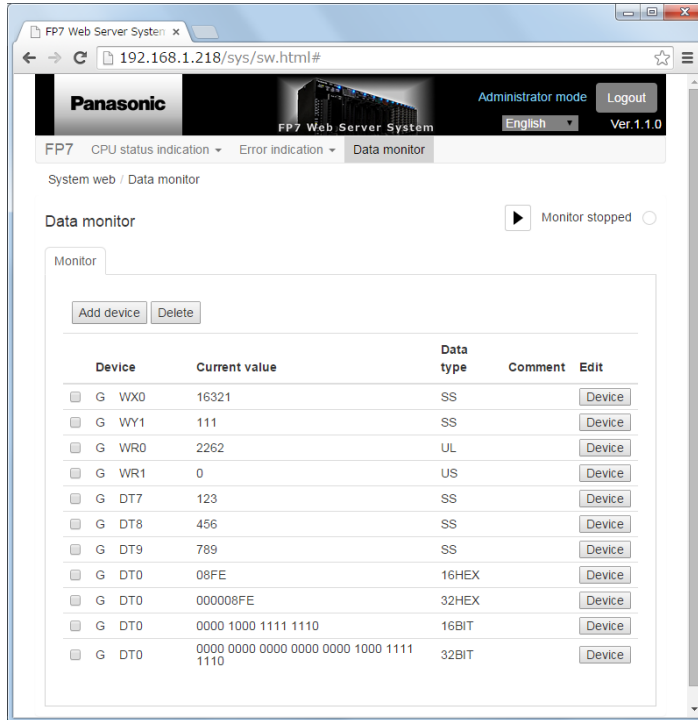 FP7 Web Server System
192.168.1.218/sys/sw.html#
Panasonic
FP7 Web Server System
Administrator mode
Logout
English
Ver.1.1.0
FP7 CPU status indication Error indication Data monitor
System web / Data monitor
Data monitor
Monitor stopped
Monitor
Add device Delete
Device Current value Data type Comment Edit
G WX0 16321 SS Device
G WY1 111 SS Device
G WR0 2262 UL Device
G WR1 0 US Device
G DT7 123 SS Device
G DT8 456 SS Device
G DT9 789 SS Device
G DT0 08FE 16HEX Device
G DT0 000008FE 32HEX Device
G DT0 0000 1000 1111 1110 16BIT Device
G DT0 0000 0000 0000 0000 0000 1000 1111
1110 32BIT Device